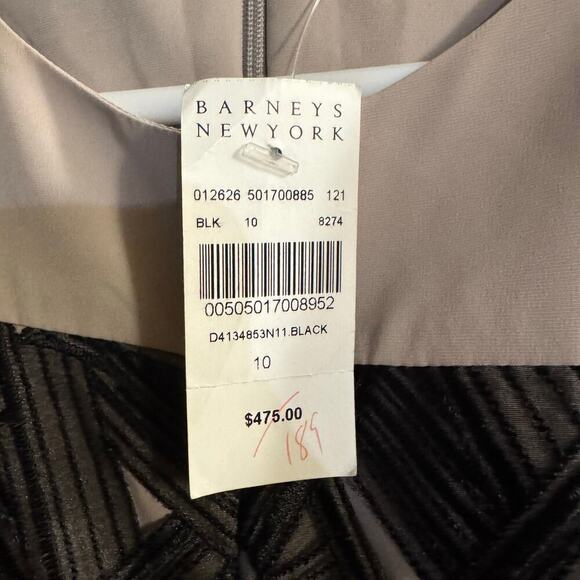 BARNEYS
NEWYORK
012626 501700885 121
BLK 10 8274
00505017008952
D4134853N11.BLACK
10
$475.00
189